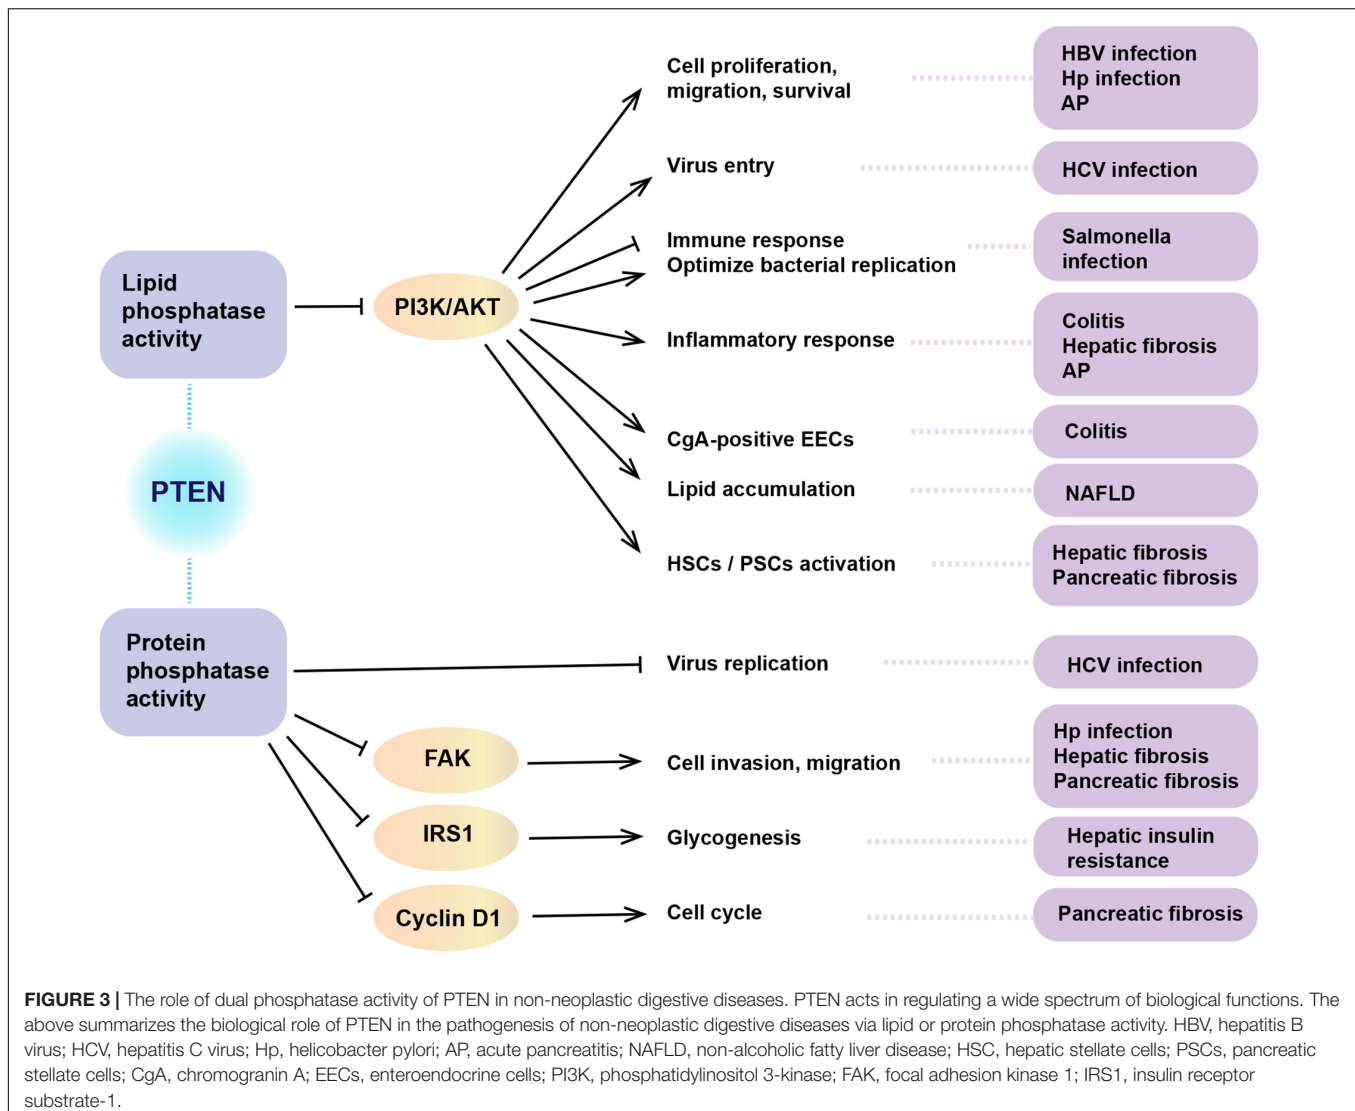 Cell proliferation,
migration, survival
HBV infection
Hp infection
AP
Virus entry
HCV infection
Immune response
Optimize bacterial replication
Salmonella
infection
Lipid
phosphatase
activity
PI3K/AKT
Inflammatory response
Colitis
Hepatic fibrosis
AP
CgA-positive EECs
Colitis
PTEN
Lipid accumulation
NAFLD
HSCs / PSCs activation
Hepatic fibrosis
Pancreatic fibrosis
Protein
phosphatase
activity
Virus replication
HCV infection
FAK
Cell invasion, migration
Hp infection
Hepatic fibrosis
Pancreatic fibrosis
IRS1
Glycogenesis
Hepatic insulin
resistance
Cyclin D1
Cell cycle
Pancreatic fibrosis
FIGURE 3 | The role of dual phosphatase activity of PTEN in non-neoplastic digestive diseases. PTEN acts in regulating a wide spectrum of biological functions. The
above summarizes the biological role of PTEN in the pathogenesis of non-neoplastic digestive diseases via lipid or protein phosphatase activity. HBV, hepatitis B
virus; HCV, hepatitis C virus; Hp, helicobacter pylori; AP, acute pancreatitis; NAFLD, non-alcoholic fatty liver disease; HSC, hepatic stellate cells; PSCs, pancreatic
stellate cells; CgA, chromogranin A; EECs, enteroendocrine cells; PI3K, phosphatidylinositol 3-kinase; FAK, focal adhesion kinase 1; IRS1, insulin receptor
substrate-1.